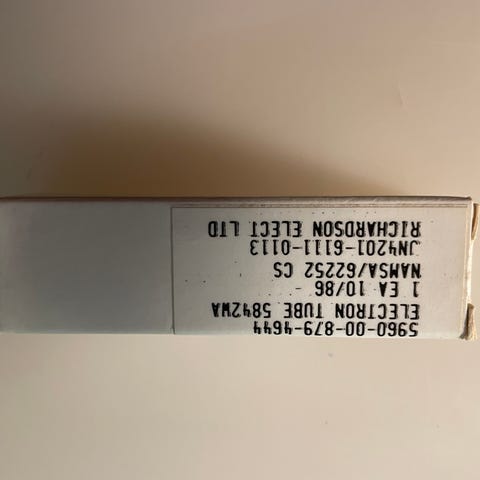 5960-00-879-4644
ELECTRON TUBE 5842WA
1 EA 10/86
NAMSA/62252 CS
JN4201-6111-0113
RICHARDSON ELECT LTD